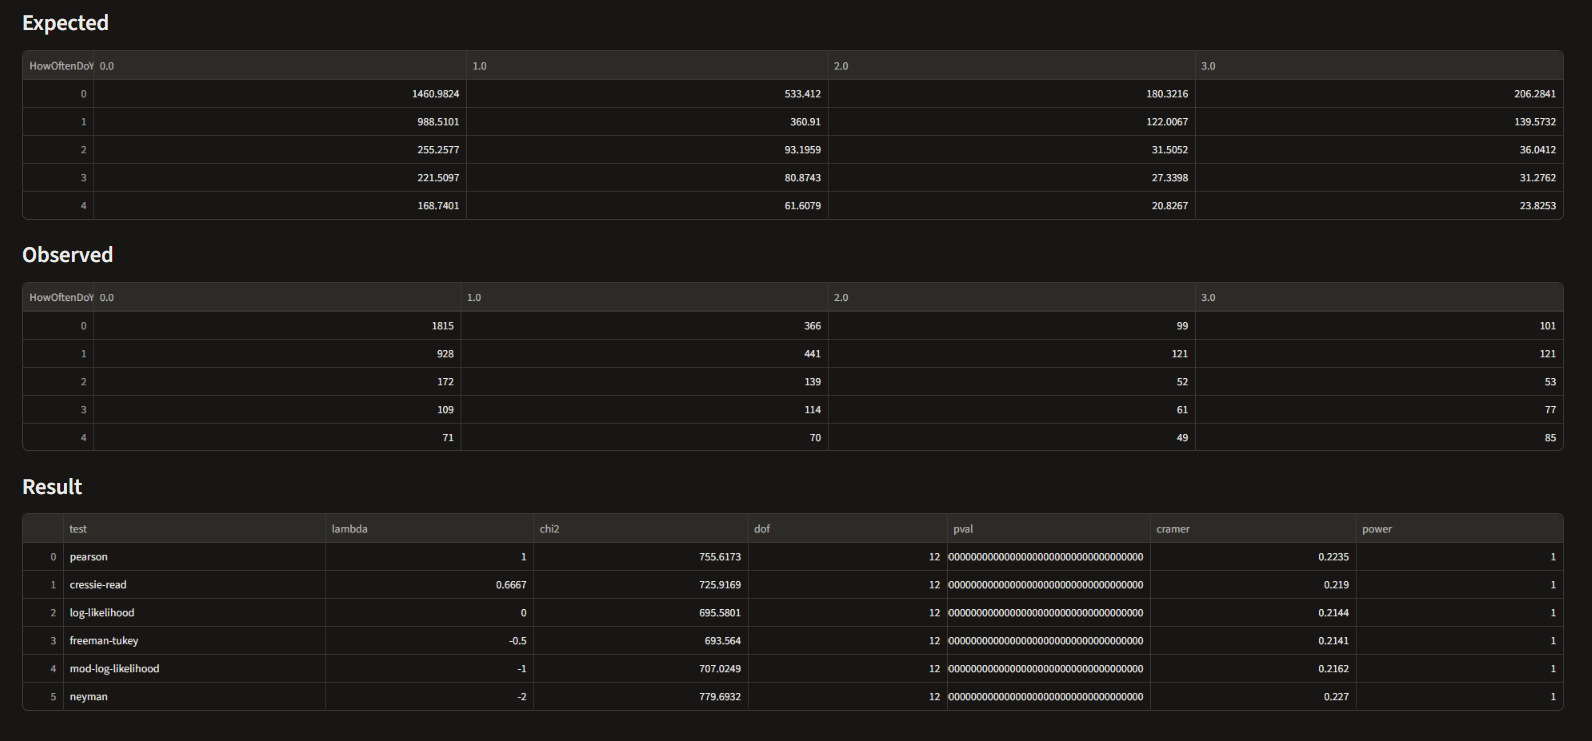 Expected
HowOftenDoY 0.0 1.0 2.0 3.0
0 1460.9824 533.412 180.3216 206.2841
1 988.5101 360.91 122.0067 139.5732
2 255.2577 93.1959 31.5052 36.0412
3 221.5097 80.8743 27.3398 31.2762
4 168.7401 61.6079 20.8267 23.8253
Observed
HowOftenDoY 0.0 1.0 2.0 3.0
0 1815 366 99 101
1 928 441 121 121
2 172 139 52 53
3 109 114 61 77
4 71 70 49 85
Result
test lambda chi2 dof pval cramer power
0 pearson 1 755.6173 12 0.2235 1
1 cressie-read 0.6667 725.9169 12 0.219 1
2 log-likelihood 0 695.5801 12 0.2144 1
3 freeman-tukey -0.5 693.564 12 0.2141 1
4 mod-log-likelihood -1 707.0249 12 0.2162 1
5 neyman -2 779.6932 12 0.227 1